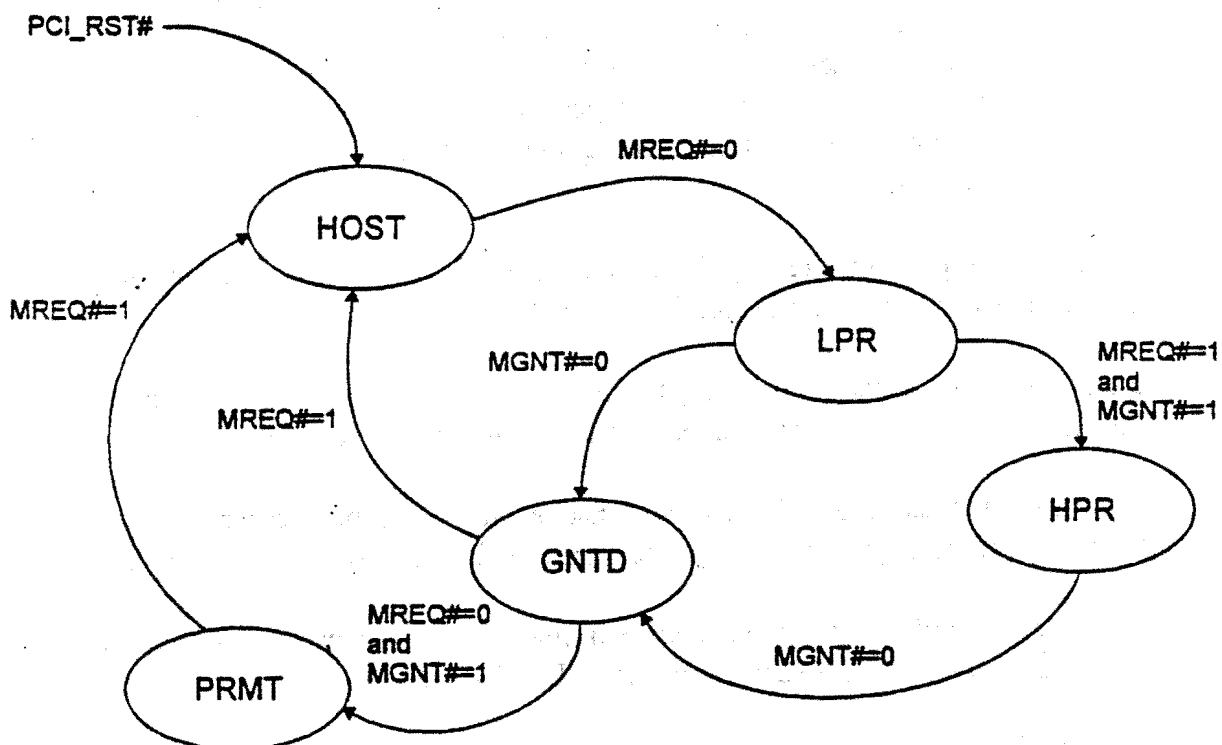 PCI_RST#
MREQ#=0
HOST
MREQ#=1
LPR
MGNT#=0
MREQ#=1
and
MGNT#=1
MREQ#=1
HPR
GNTD
MREQ#=0
and
MGNT#=1
MGNT#=0
PRMT